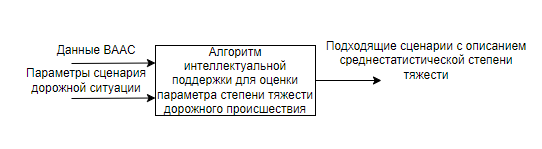 Данные ВААС
Параметры сценария
дорожной ситуации
Алгоритм
интеллектуальной
поддержки для оценки
параметра степени тяжести
дорожного происшествия
Подходящие сценарии с описанием
среднестатистической степени
тяжести